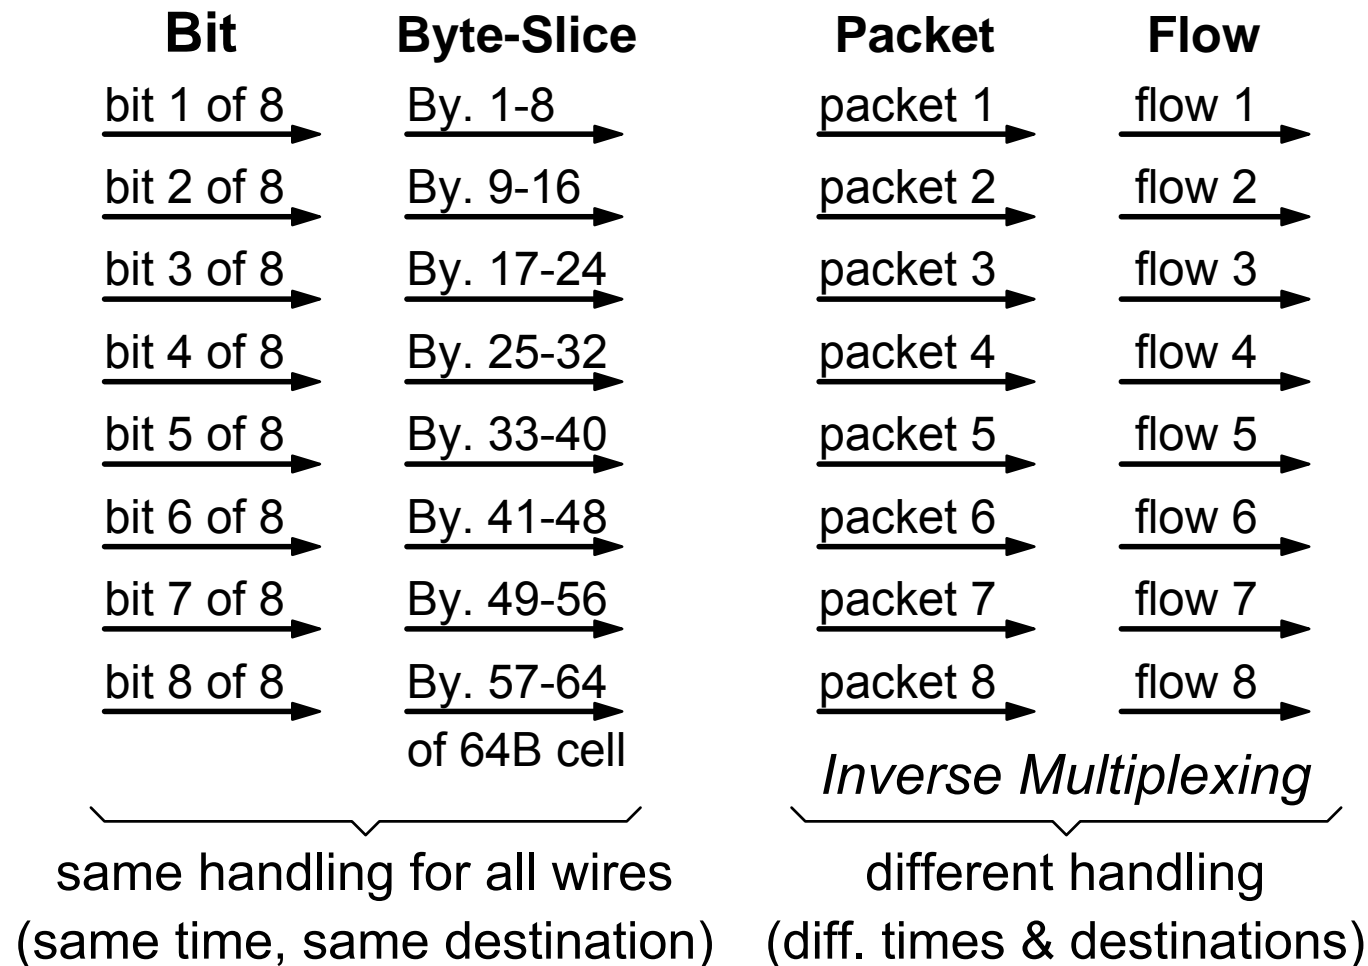 Bit Byte-Slice Packet Flow
bit 1 of 8 By. 1-8 packet 1 flow 1
bit 2 of 8 By. 9-16 packet 2 flow 2
bit 3 of 8 By. 17-24 packet 3 flow 3
bit 4 of 8 By. 25-32 packet 4 flow 4
bit 5 of 8 By. 33-40 packet 5 flow 5
bit 6 of 8 By. 41-48 packet 6 flow 6
bit 7 of 8 By. 49-56 packet 7 flow 7
bit 8 of 8 By. 57-64 packet 8 flow 8
of 64B cell Inverse Multiplexing
same handling for all wires different handling
(same time, same destination) (diff. times & destinations)